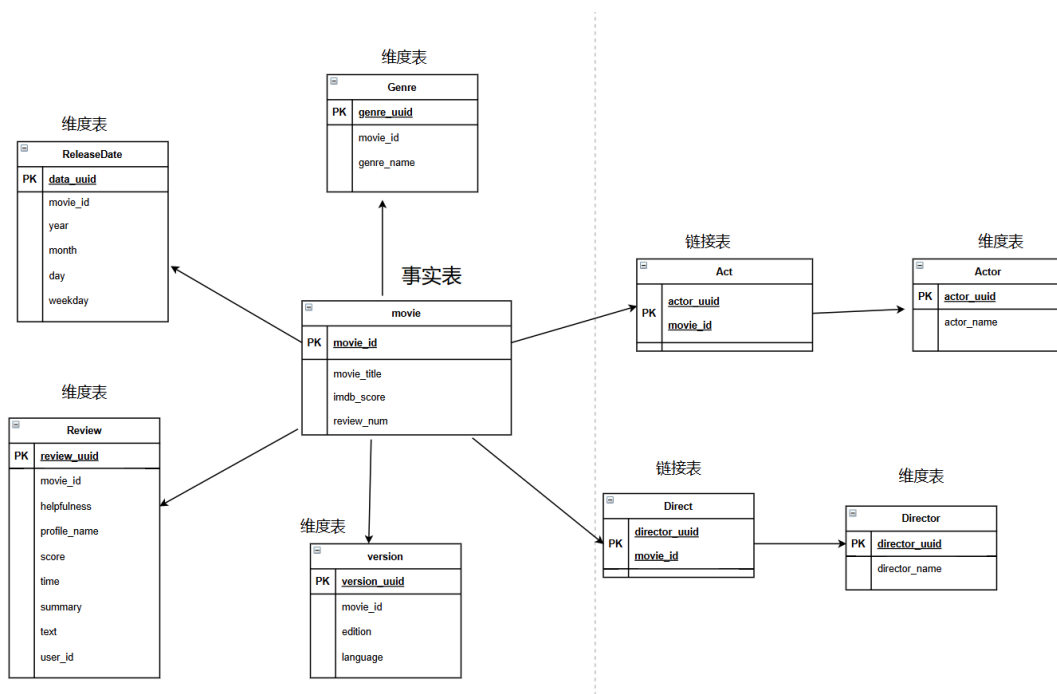 维度表
Genre
PK genre_uuid
movie_id
genre_name
维度表
ReleaseDate
PK data_uuid
movie_id
year
month
day
weekday
事实表
movie
PK movie_id
movie_title
imdb_score
review_num
维度表
Review
PK review_uuid
movie_id
helpfulness
profile_name
score
time
summary
text
user_id
维度表
version
PK version_uuid
movie_id
edition
language
链接表
Act
PK
actor_uuid
movie_id
维度表
Actor
PK actor_uuid
actor_name
链接表
Direct
PK
director_uuid
movie_id
维度表
Director
PK director_uuid
director_name